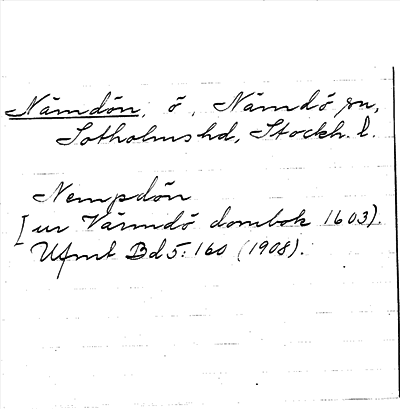 Nämdön, ö, Nämdö sn,
Sotholms hd, Stockh. l.
Nempdön
[ur Värmdö dombok 1603).
Ufmt Bd 5: 160 (1908).